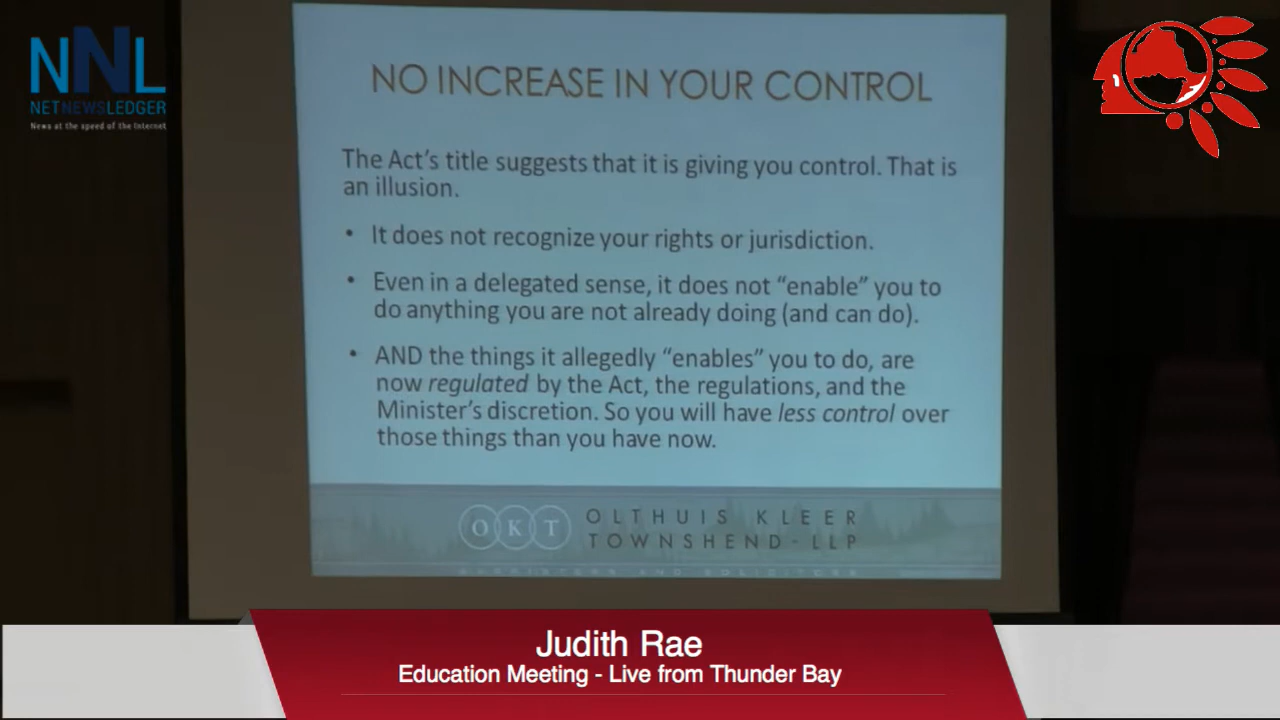 NNL
NETNEWSLEDGER
News at the speed of the Internet
NO INCREASE IN YOUR CONTROL
The Act's title suggests that it is giving you control. That is
an illusion.
• It does not recognize your rights or jurisdiction.
• Even in a delegated sense, it does not “enable” you to
do anything you are not already doing (and can do).
• AND the things it allegedly “enables” you to do, are
now regulated by the Act, the regulations, and the
Minister's discretion. So you will have less control over
those things than you have now.
OKT
OLTHUIS KLEER
TOWNSHEND - LLP
BARRISTERS AND SOLICITORS
Judith Rae
Education Meeting - Live from Thunder Bay